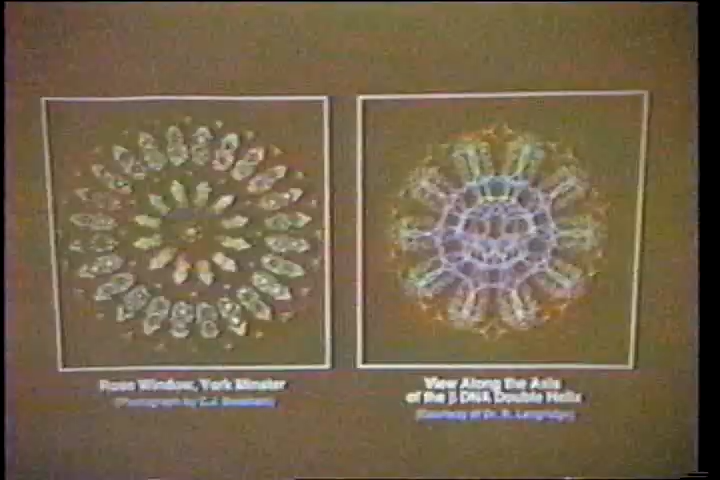 Rose Window, York Minster
(Photograph by C.J.
View Along the Axis
of the β DNA Double Helix
(Courtesy of Dr. R. Langridge)